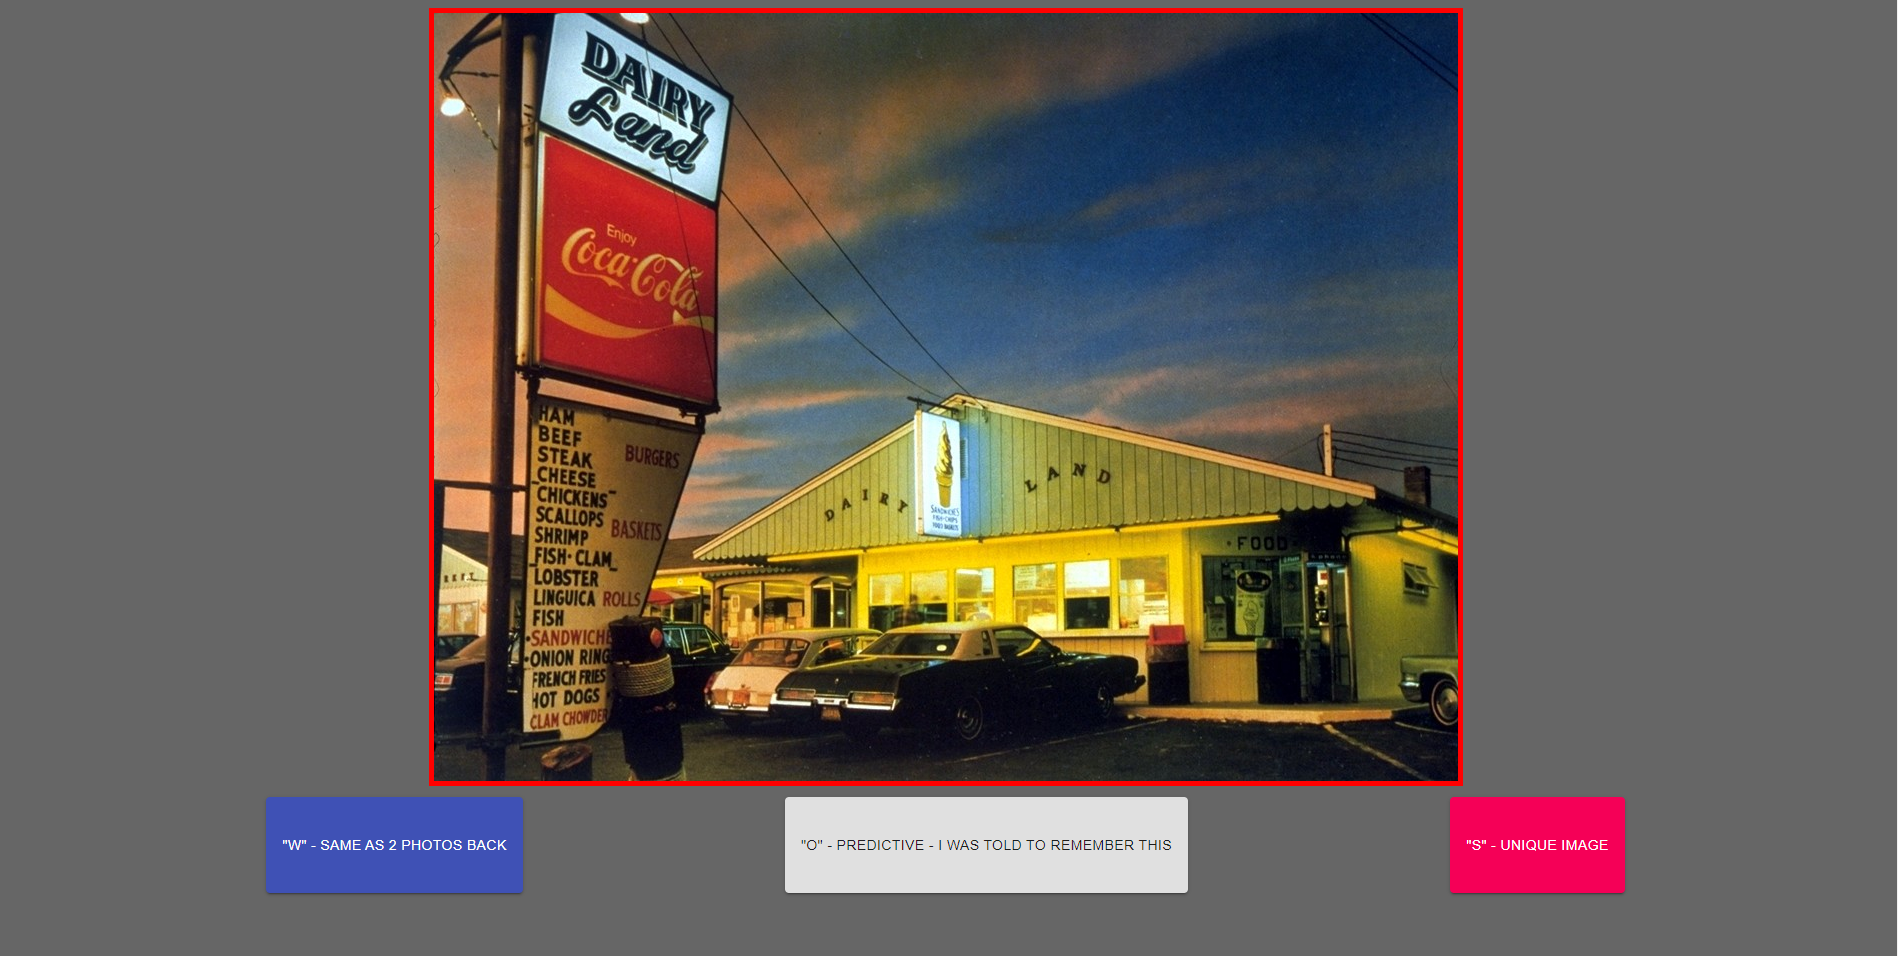 DAIRY
Land
Enjoy
Coca-Cola
HAM
BEEF
STEAK
BURGERS
CHEESE
CHICKENS
SCALLOPS
BASKETS
SHRIMP
FISH-CLAM
LOBSTER
LINGUICA ROLLS
FISH
SANDWICHE
ONION RING
FRENCH FRIES
HOT DOGS
CLAM CHOWDER
DAIRY LAND
SANDWICHES
FISH-CHIPS
FOOD
"W" - SAME AS 2 PHOTOS BACK
"O" - PREDICTIVE - I WAS TOLD TO REMEMBER THIS
"S" - UNIQUE IMAGE